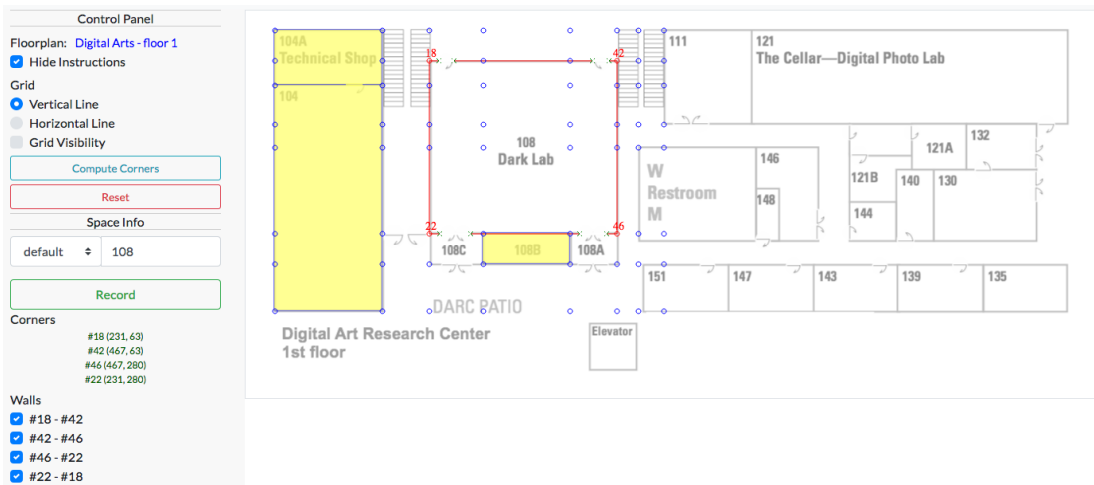 Control Panel
Floorplan: Digital Arts - floor 1
Hide Instructions
Grid
Vertical Line
Horizontal Line
Grid Visibility
Compute Corners
Reset
Space Info
default 108
Record
Corners
#18 (231, 63)
#42 (467, 63)
#46 (467, 280)
#22 (231, 280)
Walls
#18 - #42
#42 - #46
#46 - #22
#22 - #18
104A
Technical Shop
104
18
42
108
Dark Lab
22
46
108C
108B
108A
DARC PATIO
Digital Art Research Center
1st floor
Elevator
111
121
The Cellar—Digital Photo Lab
W
Restroom
M
146
148
121A
132
121B
140
130
144
151
147
143
139
135